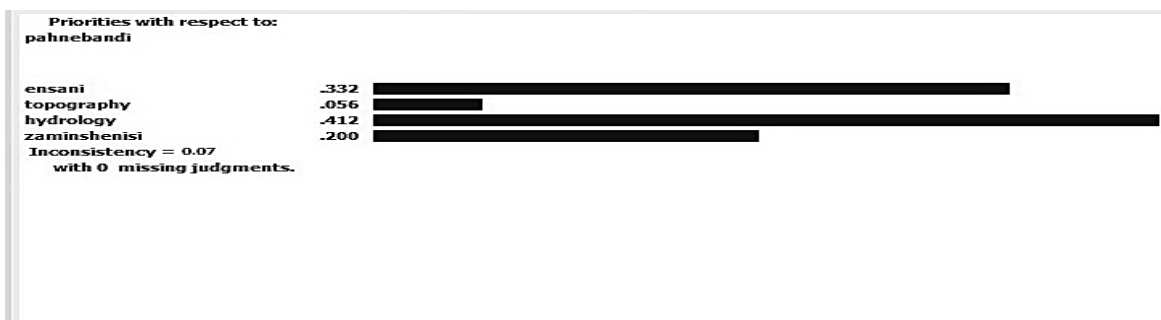 Priorities with respect to:
pahnebandi
ensani .332
topography .056
hydrology .412
zaminshenisi .200
Inconsistency = 0.07
with 0 missing judgments.